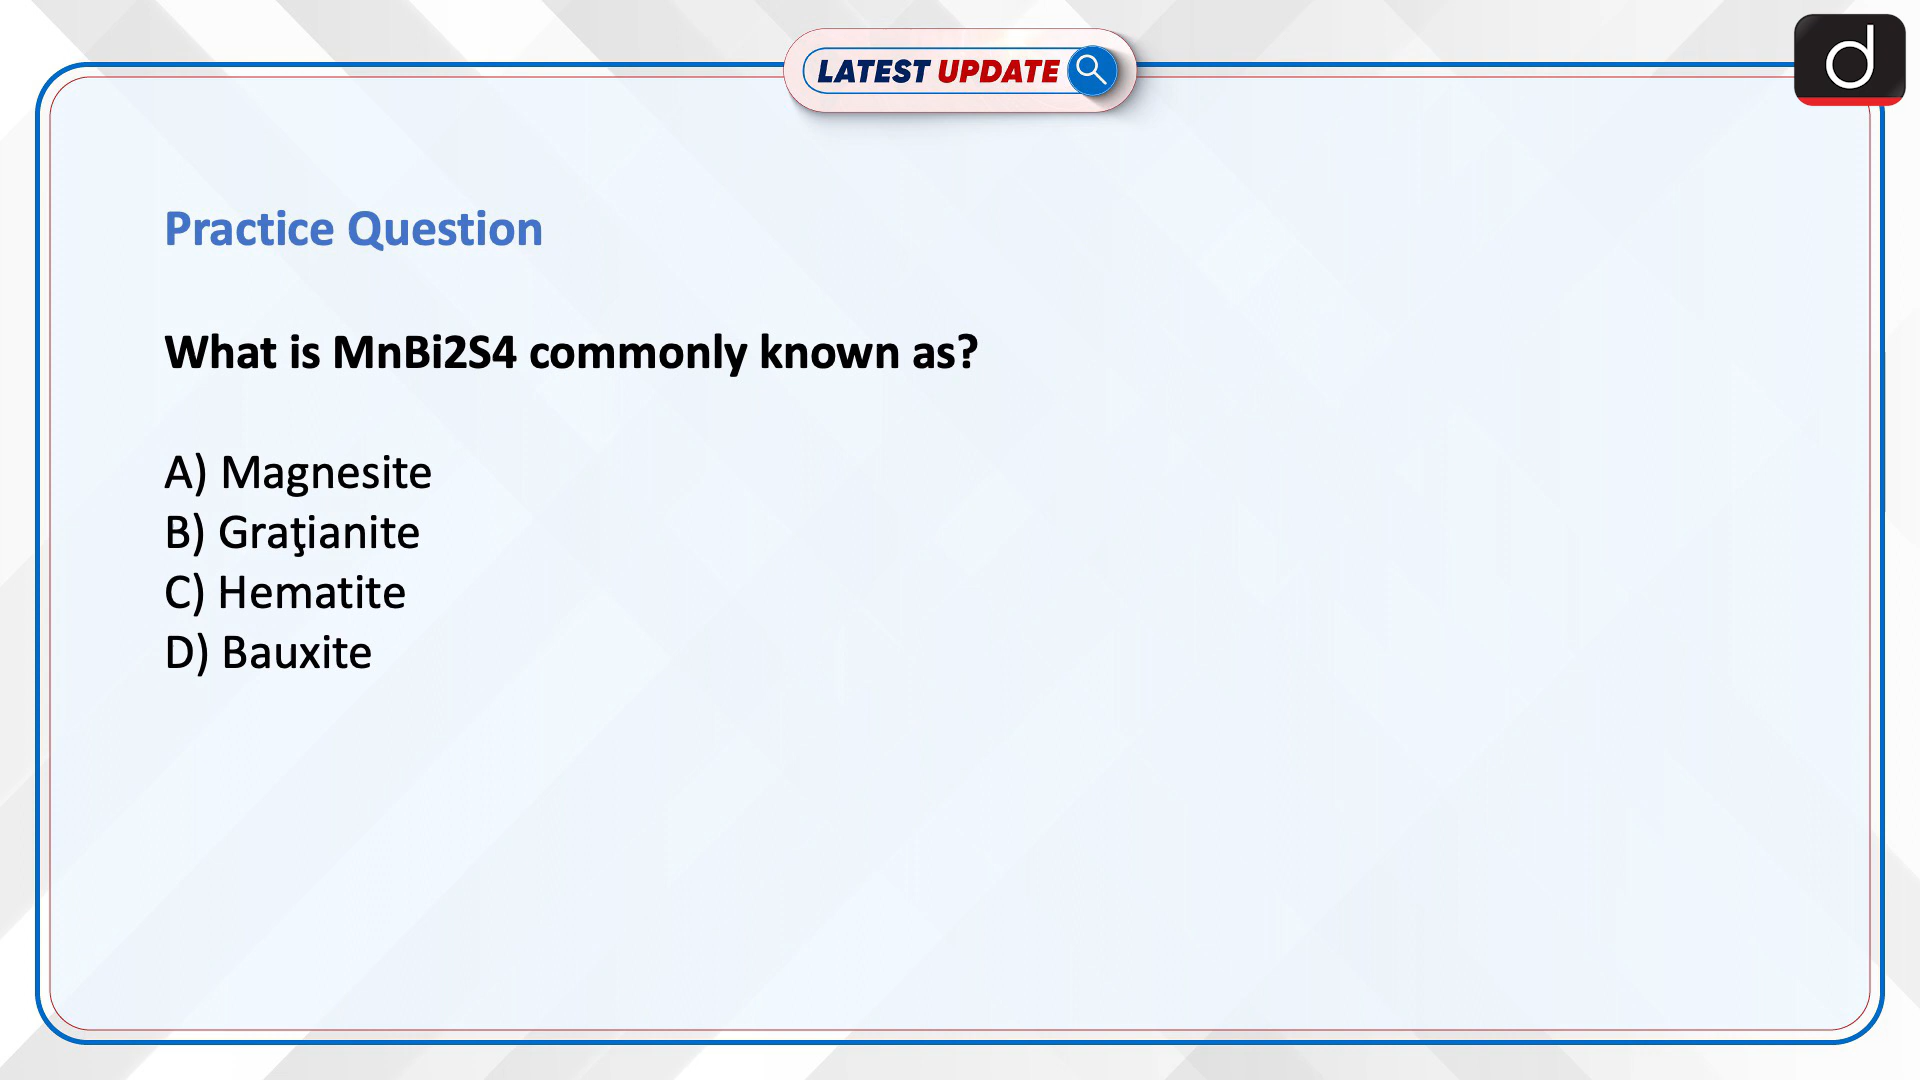 LATEST UPDATE
d
Practice Question
What is MnBi2S4 commonly known as?
A) Magnesite
B) Graţianite
C) Hematite
D) Bauxite